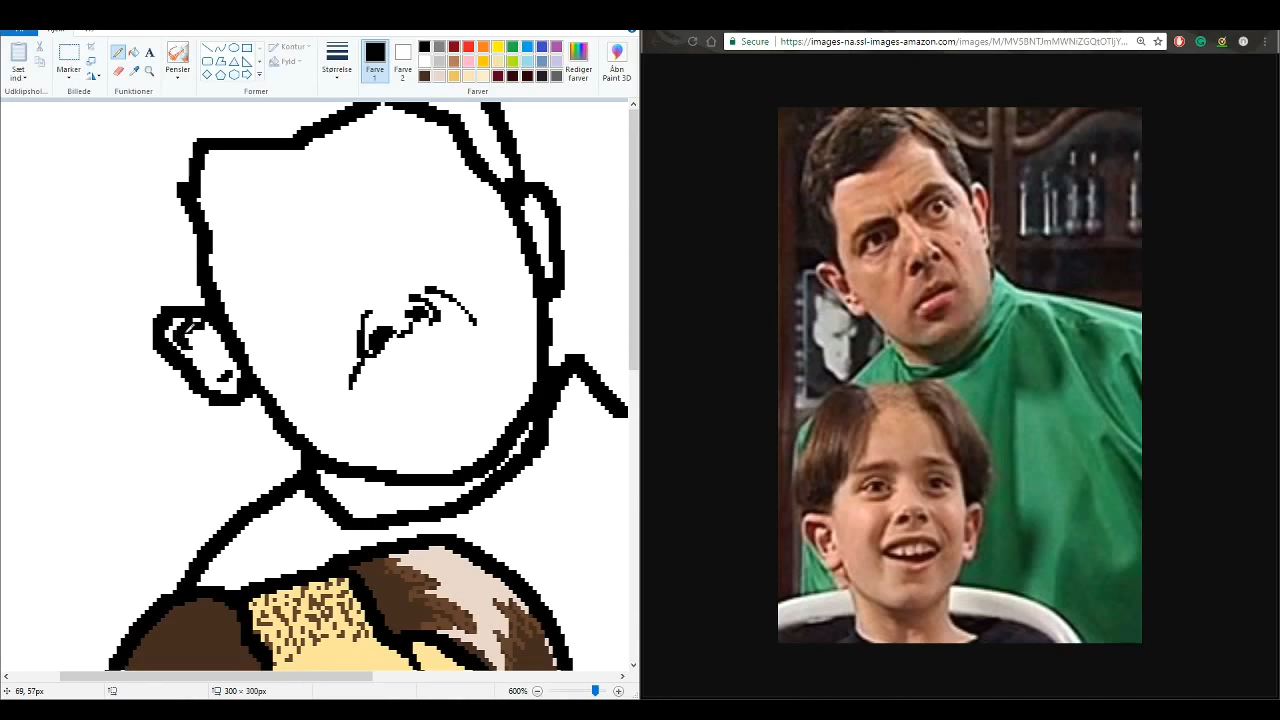 Sæt
ind
Marker
Pensler
Kontur
Fyld
Størrelse
Farve
1
Farve
2
Rediger
farver
Åbn
Paint 3D
Udklipshol...
Billede
Funktioner
Former
Farver
Secure
https://images-na.ssl-images-amazon.com/images/M/MV5BNTJmMWNiZGQtOTljY...
69, 57px
300 × 300px
600%